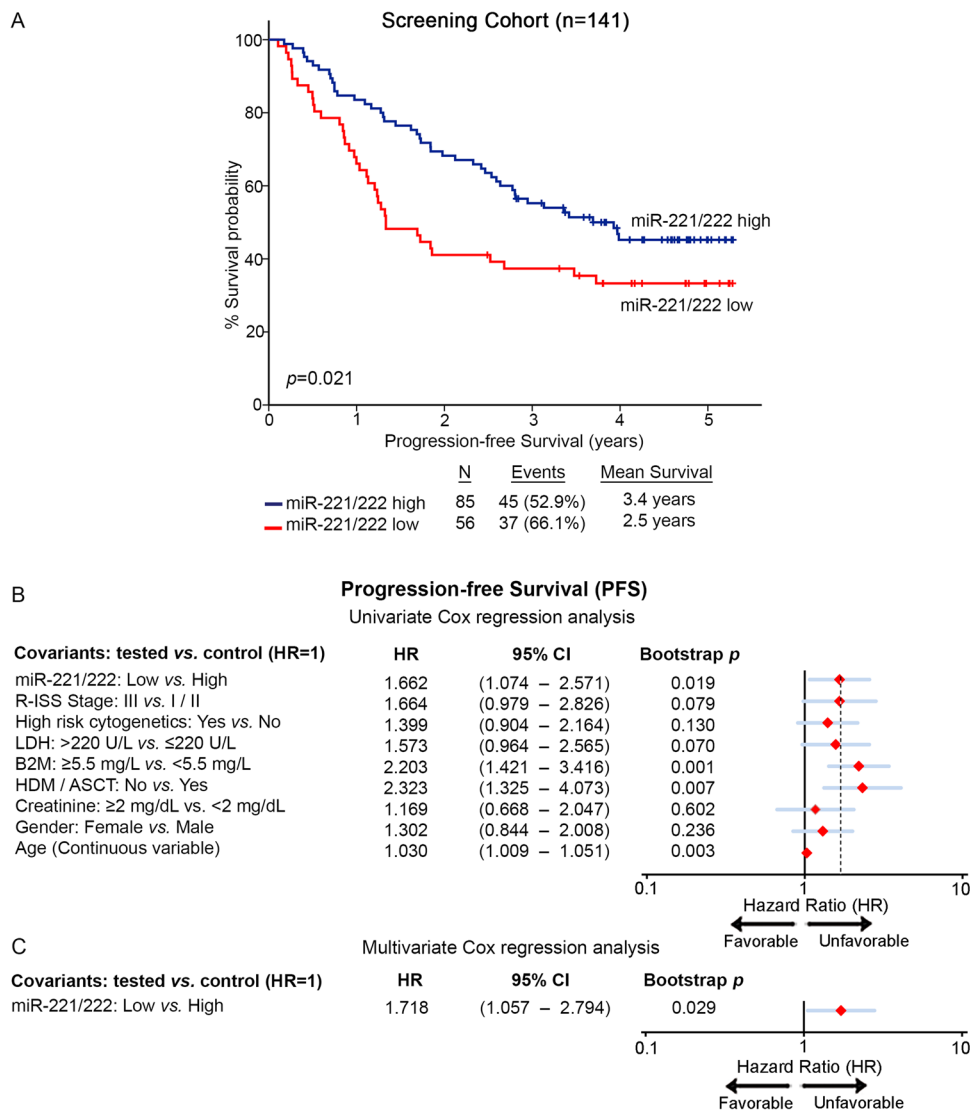 A
Screening Cohort (n=141)
100
80
60
40
20
0
% Survival probability
miR-221/222 high
miR-221/222 low
p=0.021
0 1 2 3 4 5
Progression-free Survival (years)
N Events Mean Survival
miR-221/222 high 85 45 (52.9%) 3.4 years
miR-221/222 low 56 37 (66.1%) 2.5 years
B
Progression-free Survival (PFS)
Univariate Cox regression analysis
Covariants: tested vs. control (HR=1) HR 95% CI Bootstrap p
miR-221/222: Low vs. High 1.662 (1.074 – 2.571) 0.019
R-ISS Stage: III vs. I / II 1.664 (0.979 – 2.826) 0.079
High risk cytogenetics: Yes vs. No 1.399 (0.904 – 2.164) 0.130
LDH: >220 U/L vs. ≤220 U/L 1.573 (0.964 – 2.565) 0.070
B2M: ≥5.5 mg/L vs. <5.5 mg/L 2.203 (1.421 – 3.416) 0.001
HDM / ASCT: No vs. Yes 2.323 (1.325 – 4.073) 0.007
Creatinine: ≥2 mg/dL vs. <2 mg/dL 1.169 (0.668 – 2.047) 0.602
Gender: Female vs. Male 1.302 (0.844 – 2.008) 0.236
Age (Continuous variable) 1.030 (1.009 – 1.051) 0.003
0.1 1 10
Hazard Ratio (HR)
Favorable Unfavorable
C
Multivariate Cox regression analysis
Covariants: tested vs. control (HR=1) HR 95% CI Bootstrap p
miR-221/222: Low vs. High 1.718 (1.057 – 2.794) 0.029
0.1 1 10
Hazard Ratio (HR)
Favorable Unfavorable